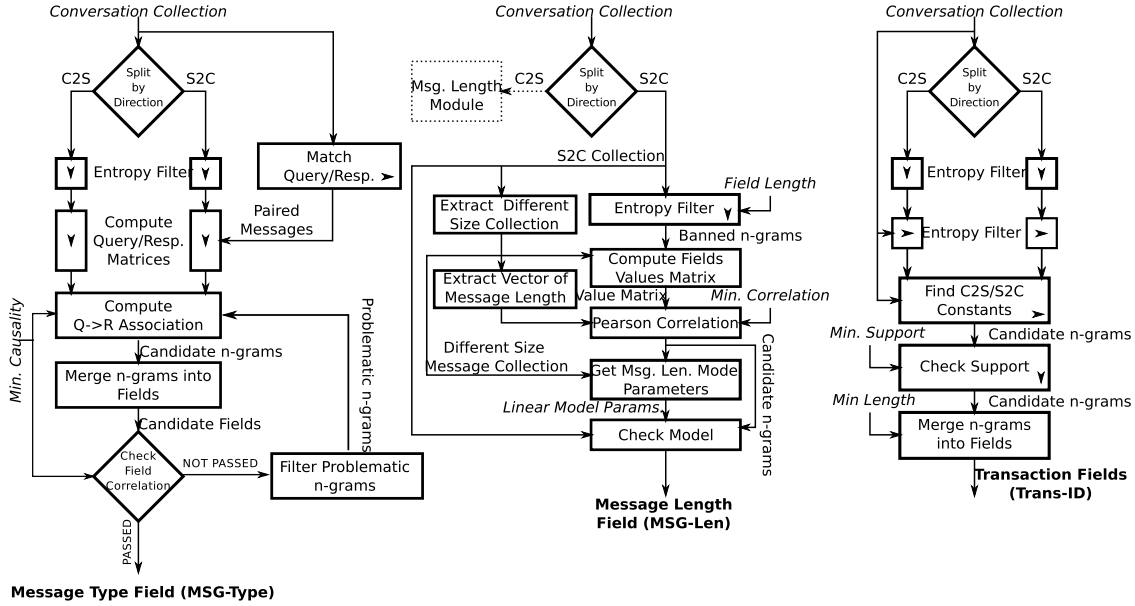 Conversation Collection
Split
by
Direction
C2S
S2C
Entropy Filter
Match
Query/Resp.
Compute
Query/Resp.
Matrices
Paired
Messages
Compute
Q->R Association
Min. Causality
Candidate n-grams
Merge n-grams into
Fields
Candidate Fields
Check
Field
Correlation
NOT PASSED
Filter Problematic
n-grams
Problematic n-grams
PASSED
Message Type Field (MSG-Type)
Conversation Collection
Split
by
Direction
C2S
S2C
Msg. Length
Module
S2C Collection
Field Length
Extract Different
Size Collection
Entropy Filter
Banned n-grams
Compute Fields
Values Matrix
Extract Vector of
Message Length
Value Matrix
Min. Correlation
Pearson Correlation
Different Size
Message Collection
Candidate n-grams
Get Msg. Len. Model
Parameters
Linear Model Params.
Check Model
Message Length
Field (MSG-Len)
Conversation Collection
Split
by
Direction
C2S
S2C
Entropy Filter
Entropy Filter
Find C2S/S2C
Constants
Min. Support
Candidate n-grams
Check Support
Min Length
Candidate n-grams
Merge n-grams
into Fields
Transaction Fields
(Trans-ID)